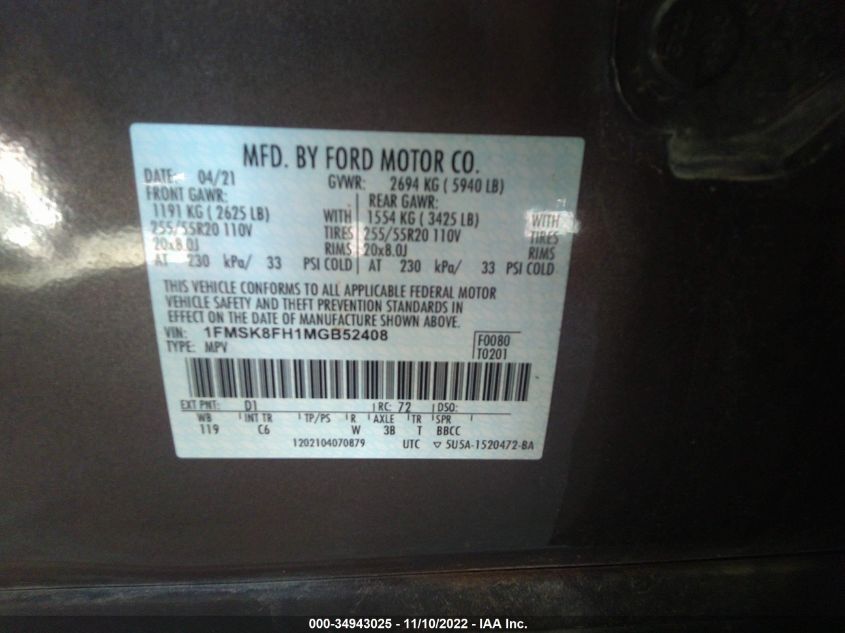 MFD. BY FORD MOTOR CO.
DATE: 04/21 GVWR: 2694 KG ( 5940 LB)
FRONT GAWR: REAR GAWR:
1191 KG ( 2625 LB) WITH 1554 KG ( 3425 LB) WITH
255/55R20 110V TIRES 255/55R20 110V TIRES
20x8.0J RIMS 20x8.0J RIMS
AT 230 kPa/ 33 PSI COLD AT 230 kPa/ 33 PSI COLD
THIS VEHICLE CONFORMS TO ALL APPLICABLE FEDERAL MOTOR
VEHICLE SAFETY AND THEFT PREVENTION STANDARDS IN
EFFECT ON THE DATE OF MANUFACTURE SHOWN ABOVE.
VIN: 1FMSK8FH1MGB52408 F0080
TYPE: MPV T0201
EXT PNT: D1 RC: 72 DSO:
WB INT TR TP/PS R AXLE TR SPR
119 C6 W 3B T BBCC
1202104070879 UTC ▽ 5U5A-1520472-BA
000-34943025 - 11/10/2022 - IAA Inc.